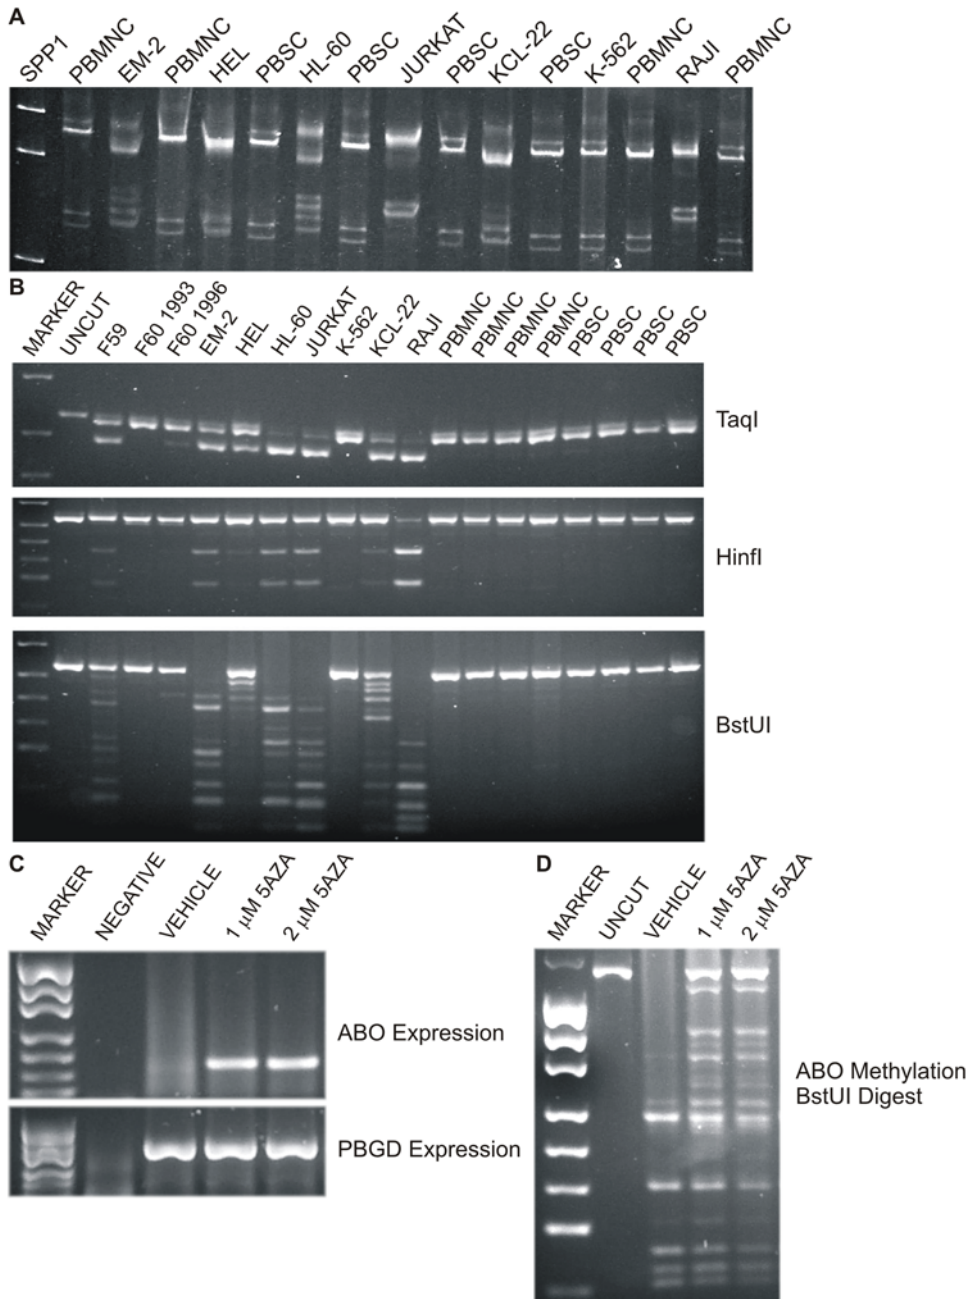 A
SPP1 PBMNC EM-2 PBMNC HEL PBSC HL-60 PBSC JURKAT PBSC KCL-22 PBSC K-562 PBMNC RAJI PBMNC
B
MARKER UNCUT F59 F60 1993 F60 1996 EM-2 HEL HL-60 JURKAT K-562 KCL-22 RAJI PBMNC PBMNC PBMNC PBMNC PBSC PBSC PBSC PBSC
TaqI
HinfI
BstUI
C
MARKER NEGATIVE VEHICLE 1 µM 5AZA 2 µM 5AZA
ABO Expression
PBGD Expression
D
MARKER UNCUT VEHICLE 1 µM 5AZA 2 µM 5AZA
ABO Methylation
BstUI Digest